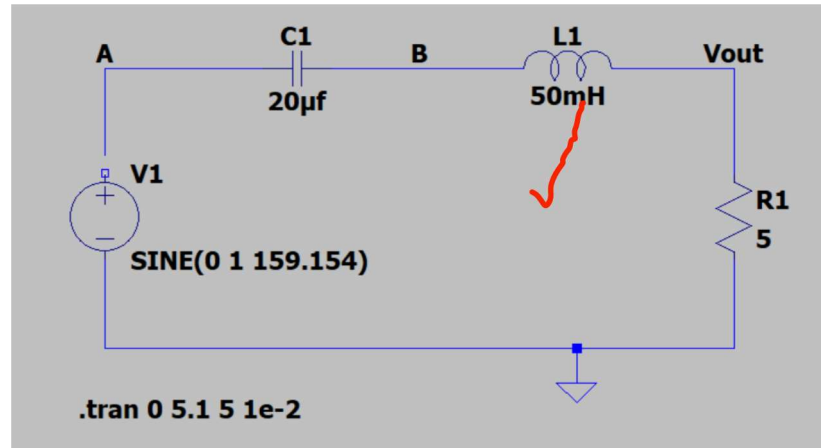 C1
A B L1 Vout
20µf 50mH
V1
R1
5
SINE(0 1 159.154)
.tran 0 5.1 5 1e-2